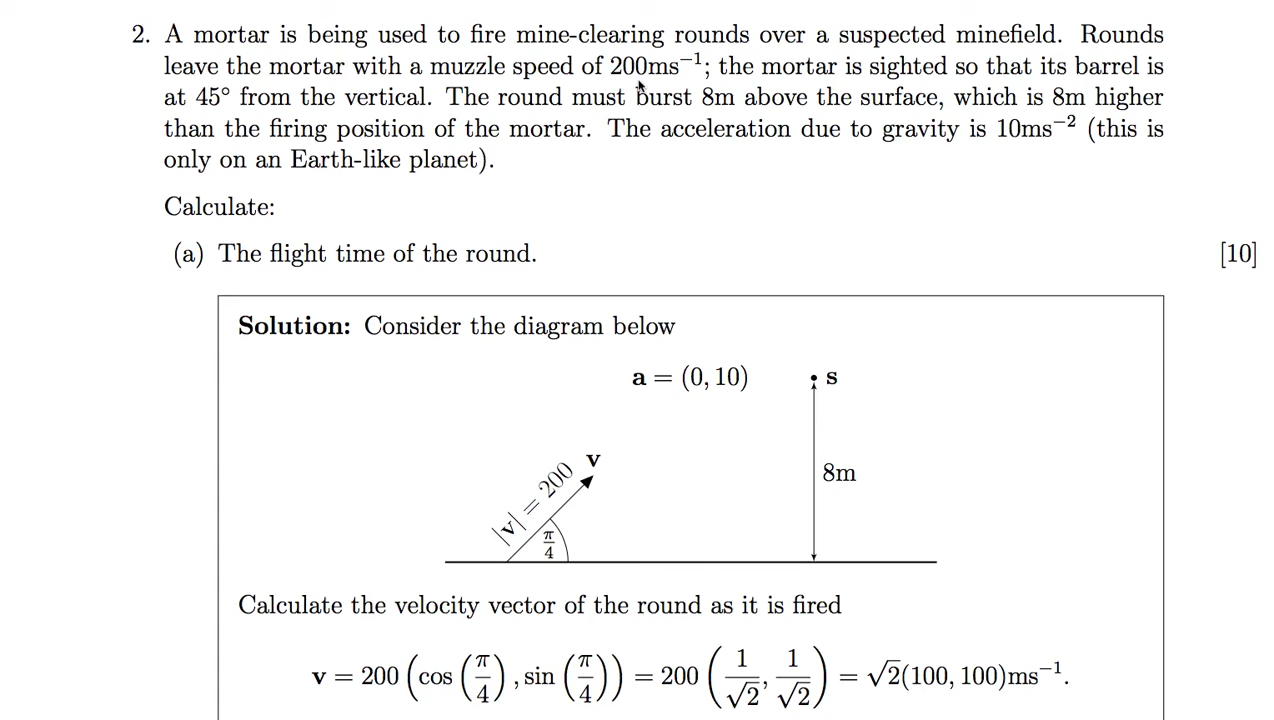 2. A mortar is being used to fire mine-clearing rounds over a suspected minefield. Rounds
leave the mortar with a muzzle speed of 200ms⁻¹; the mortar is sighted so that its barrel is
at 45° from the vertical. The round must burst 8m above the surface, which is 8m higher
than the firing position of the mortar. The acceleration due to gravity is 10ms⁻² (this is
only on an Earth-like planet).
Calculate:
(a) The flight time of the round. [10]
Solution: Consider the diagram below
a = (0, 10)
s
v
|v| = 200
8m
π/4
Calculate the velocity vector of the round as it is fired
v = 200 (cos (π/4), sin (π/4)) = 200 (1/√2, 1/√2) = √2(100, 100)ms⁻¹.